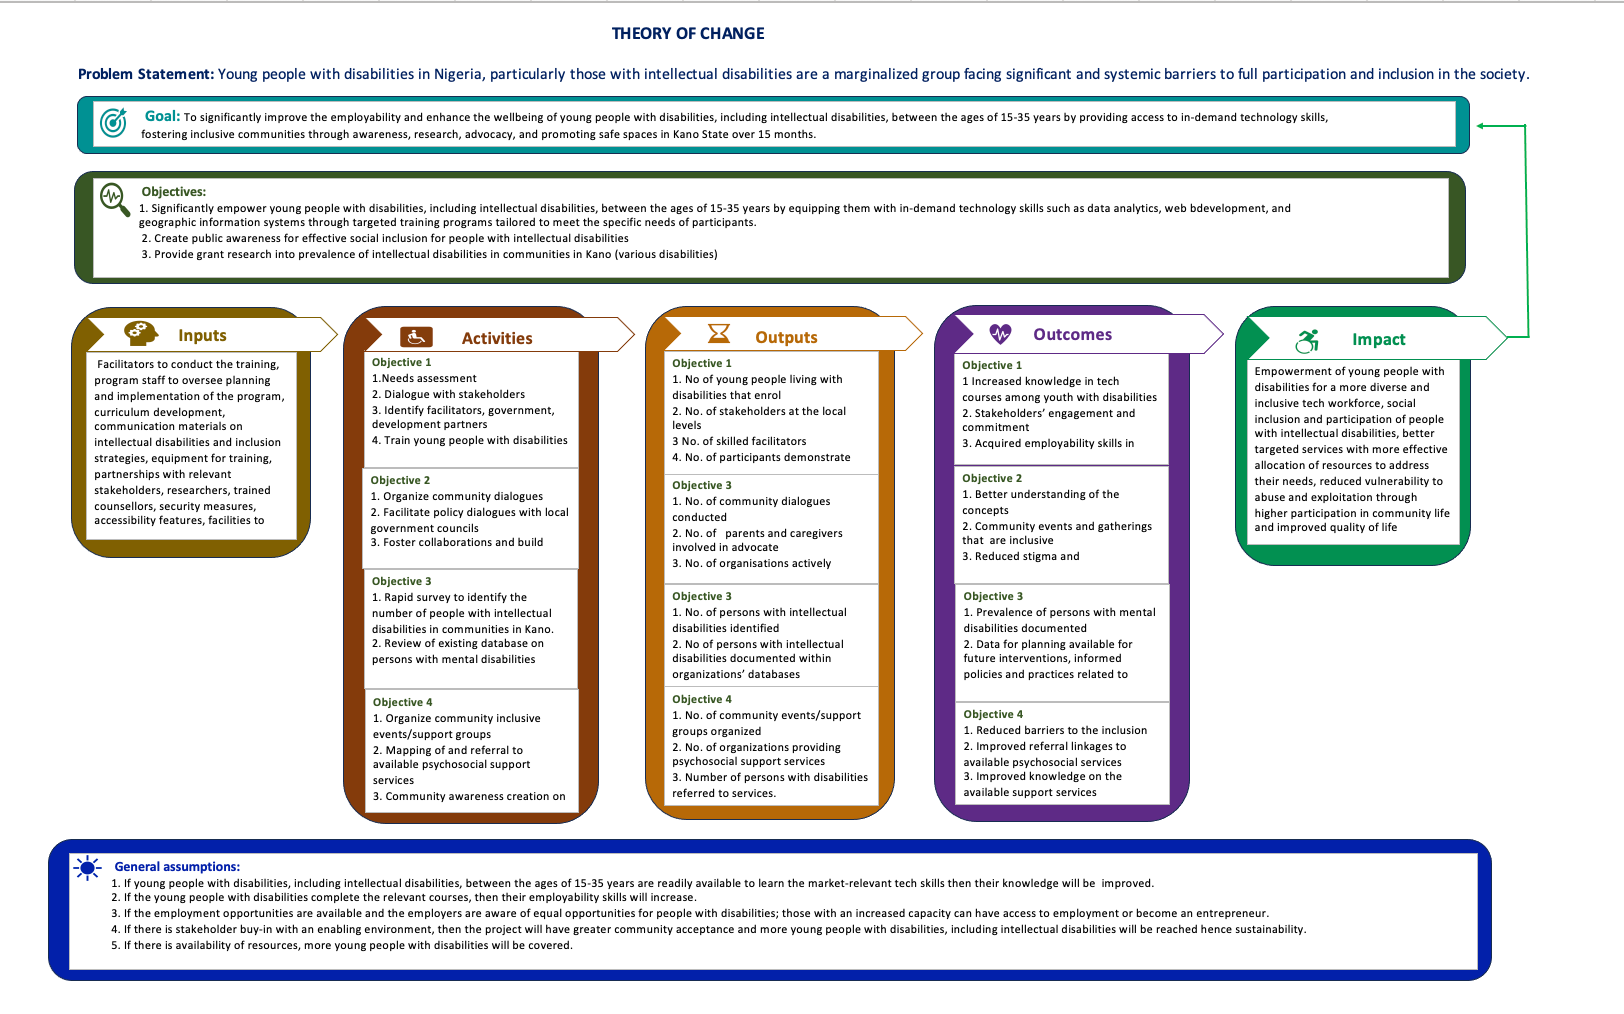 THEORY OF CHANGE
Problem Statement: Young people with disabilities in Nigeria, particularly those with intellectual disabilities are a marginalized group facing significant and systemic barriers to full participation and inclusion in the society.
Goal: To significantly improve the employability and enhance the wellbeing of young people with disabilities, including intellectual disabilities, between the ages of 15-35 years by providing access to in-demand technology skills,
fostering inclusive communities through awareness, research, advocacy, and promoting safe spaces in Kano State over 15 months.
Objectives:
1. Significantly empower young people with disabilities, including intellectual disabilities, between the ages of 15-35 years by equipping them with in-demand technology skills such as data analytics, web bdevelopment, and
geographic information systems through targeted training programs tailored to meet the specific needs of participants.
2. Create public awareness for effective social inclusion for people with intellectual disabilities
3. Provide grant research into prevalence of intellectual disabilities in communities in Kano (various disabilities)
Inputs
Facilitators to conduct the training,
program staff to oversee planning
and implementation of the program,
curriculum development,
communication materials on
intellectual disabilities and inclusion
strategies, equipment for training,
partnerships with relevant
stakeholders, researchers, trained
counsellors, security measures,
accessibility features, facilities to
Activities
Objective 1
1.Needs assessment
2. Dialogue with stakeholders
3. Identify facilitators, government,
development partners
4. Train young people with disabilities
Objective 2
1. Organize community dialogues
2. Facilitate policy dialogues with local
government councils
3. Foster collaborations and build
Objective 3
1. Rapid survey to identify the
number of people with intellectual
disabilities in communities in Kano.
2. Review of existing database on
persons with mental disabilities
Objective 4
1. Organize community inclusive
events/support groups
2. Mapping of and referral to
available psychosocial support
services
3. Community awareness creation on
Outputs
Objective 1
1. No of young people living with
disabilities that enrol
2. No. of stakeholders at the local
levels
3 No. of skilled facilitators
4. No. of participants demonstrate
Objective 3
1. No. of community dialogues
conducted
2. No. of parents and caregivers
involved in advocate
3. No. of organisations actively
Objective 3
1. No. of persons with intellectual
disabilities identified
2. No of persons with intellectual
disabilities documented within
organizations’ databases
Objective 4
1. No. of community events/support
groups organized
2. No. of organizations providing
psychosocial support services
3. Number of persons with disabilities
referred to services.
Outcomes
Objective 1
1 Increased knowledge in tech
courses among youth with disabilities
2. Stakeholders’ engagement and
commitment
3. Acquired employability skills in
Objective 2
1. Better understanding of the
concepts
2. Community events and gatherings
that are inclusive
3. Reduced stigma and
Objective 3
1. Prevalence of persons with mental
disabilities documented
2. Data for planning available for
future interventions, informed
policies and practices related to
Objective 4
1. Reduced barriers to the inclusion
2. Improved referral linkages to
available psychosocial services
3. Improved knowledge on the
available support services
Impact
Empowerment of young people with
disabilities for a more diverse and
inclusive tech workforce, social
inclusion and participation of people
with intellectual disabilities, better
targeted services with more effective
allocation of resources to address
their needs, reduced vulnerability to
abuse and exploitation through
higher participation in community life
and improved quality of life
General assumptions:
1. If young people with disabilities, including intellectual disabilities, between the ages of 15-35 years are readily available to learn the market-relevant tech skills then their knowledge will be improved.
2. If the young people with disabilities complete the relevant courses, then their employability skills will increase.
3. If the employment opportunities are available and the employers are aware of equal opportunities for people with disabilities; those with an increased capacity can have access to employment or become an entrepreneur.
4. If there is stakeholder buy-in with an enabling environment, then the project will have greater community acceptance and more young people with disabilities, including intellectual disabilities will be reached hence sustainability.
5. If there is availability of resources, more young people with disabilities will be covered.